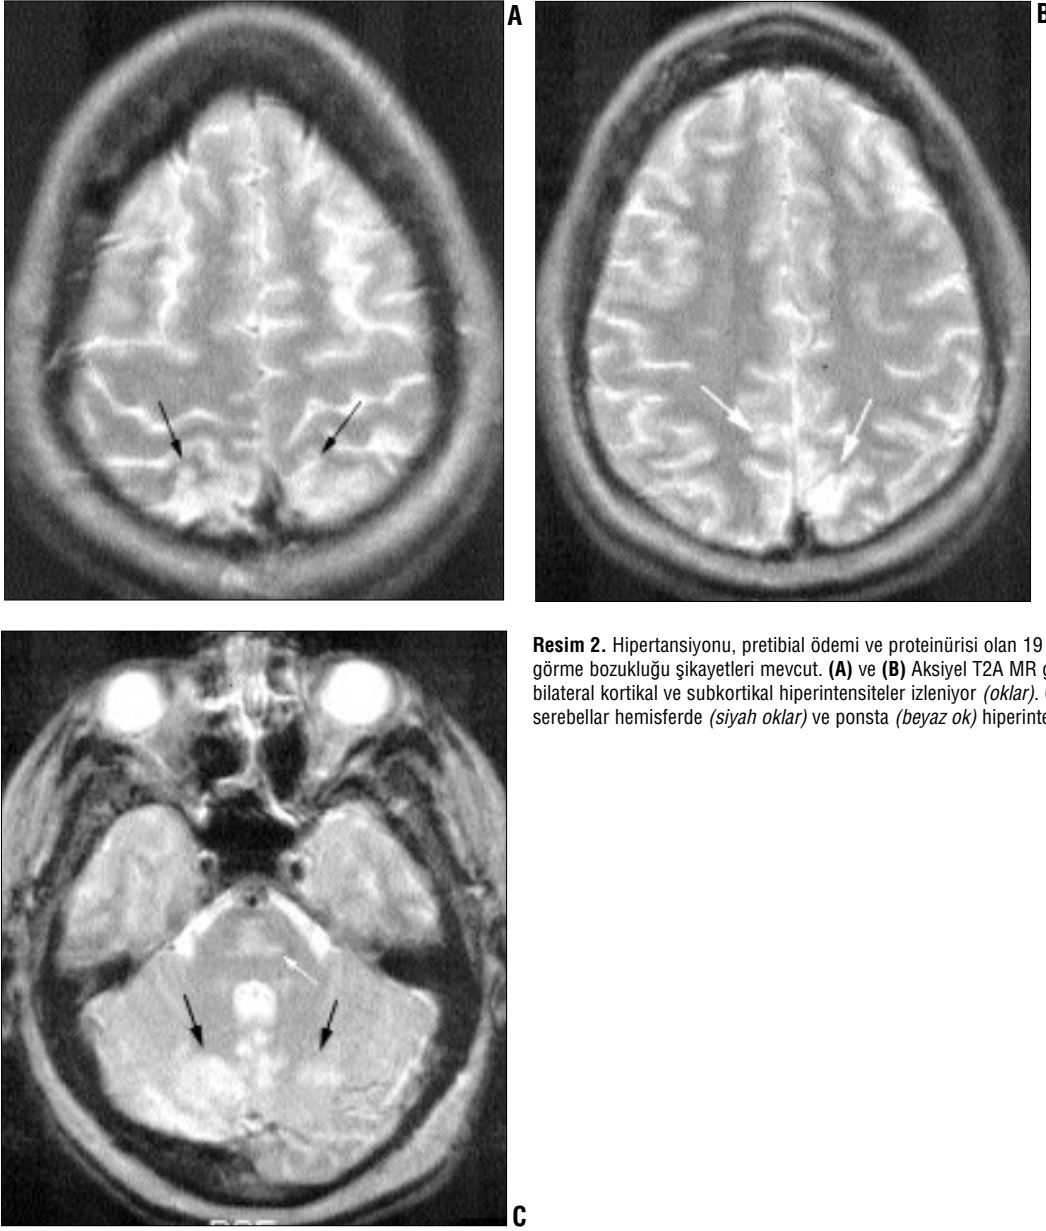 A
B
Resim 2. Hipertansiyonu, pretibial ödemi ve proteinürisi olan 19
görme bozukluğu şikayetleri mevcut. (A) ve (B) Aksiyel T2A MR
bilateral kortikal ve subkortikal hiperintensiteler izleniyor (oklar).
serebellar hemisferde (siyah oklar) ve ponsta (beyaz ok)
C